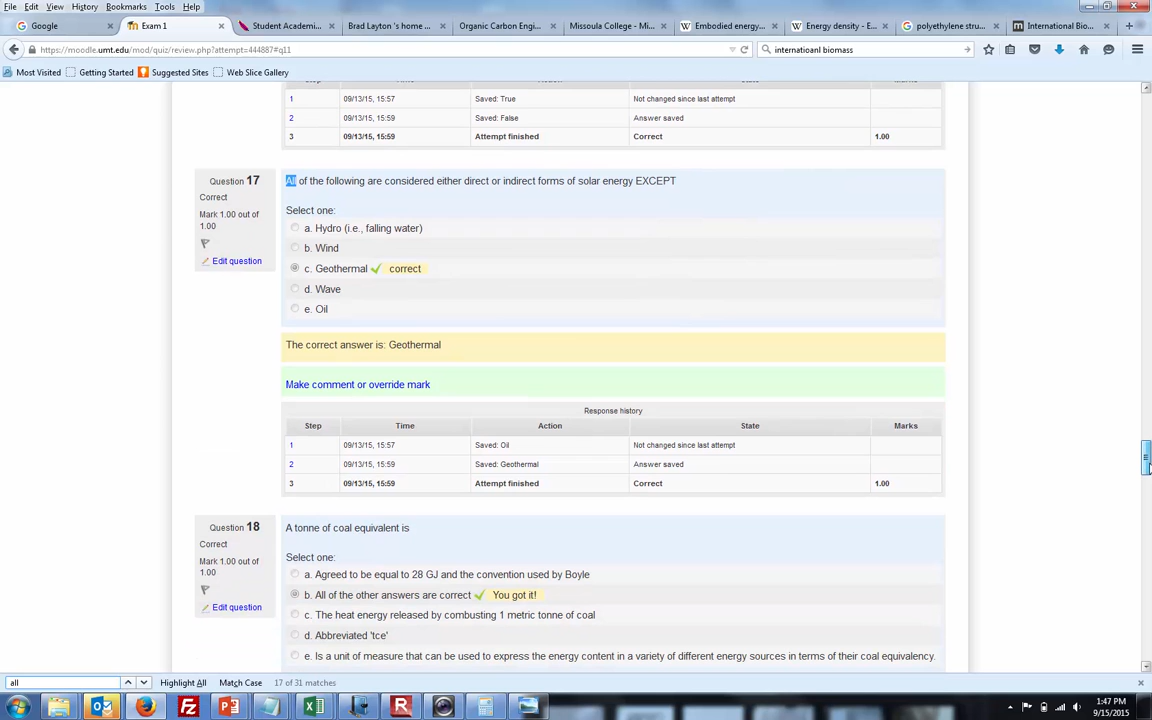 File Edit View History Bookmarks Tools Help
Google Exam 1 Student Academi... Brad Layton 's home ... Organic Carbon Engi... Missoula College - Mi... Embodied energy... Energy density - E... polyethylene stru... International Bio...
https://moodle.umt.edu/mod/quiz/review.php?attempt=444887#q11 internatioanl biomass
Most Visited Getting Started Suggested Sites Web Slice Gallery
Step Time Action State Marks
1 09/13/15, 15:57 Saved: True Not changed since last attempt
2 09/13/15, 15:59 Saved: False Answer saved
3 09/13/15, 15:59 Attempt finished Correct 1.00
Question 17
Correct
Mark 1.00 out of
1.00
Edit question
All of the following are considered either direct or indirect forms of solar energy EXCEPT
Select one:
a. Hydro (i.e., falling water)
b. Wind
c. Geothermal correct
d. Wave
e. Oil
The correct answer is: Geothermal
Make comment or override mark
Response history
Step Time Action State Marks
1 09/13/15, 15:57 Saved: Oil Not changed since last attempt
2 09/13/15, 15:59 Saved: Geothermal Answer saved
3 09/13/15, 15:59 Attempt finished Correct 1.00
Question 18
Correct
Mark 1.00 out of
1.00
Edit question
A tonne of coal equivalent is
Select one:
a. Agreed to be equal to 28 GJ and the convention used by Boyle
b. All of the other answers are correct You got it!
c. The heat energy released by combusting 1 metric tonne of coal
d. Abbreviated 'tce'
e. Is a unit of measure that can be used to express the energy content in a variety of different energy sources in terms of their coal equivalency.
all Highlight All Match Case 17 of 31 matches
1:47 PM
9/15/2015